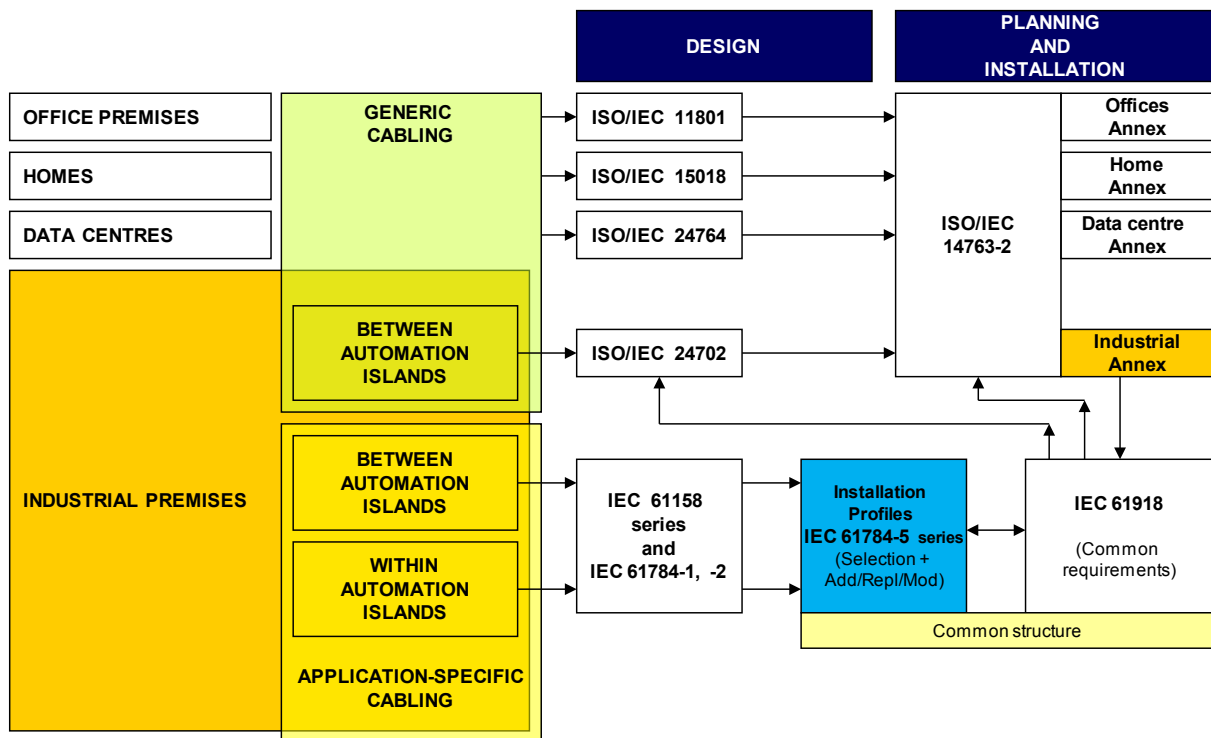 DESIGN
PLANNING
AND
INSTALLATION
OFFICE PREMISES
GENERIC
CABLING
ISO/IEC 11801
Offices
Annex
HOMES
ISO/IEC 15018
Home
Annex
DATA CENTRES
ISO/IEC 24764
ISO/IEC
14763-2
Data centre
Annex
BETWEEN
AUTOMATION
ISLANDS
ISO/IEC 24702
Industrial
Annex
INDUSTRIAL PREMISES
BETWEEN
AUTOMATION
ISLANDS
WITHIN
AUTOMATION
ISLANDS
APPLICATION-SPECIFIC
CABLING
IEC 61158
series
and
IEC 61784-1, -2
Installation
Profiles
IEC 61784-5 series
(Selection +
Add/Repl/Mod)
IEC 61918
(Common
requirements)
Common structure